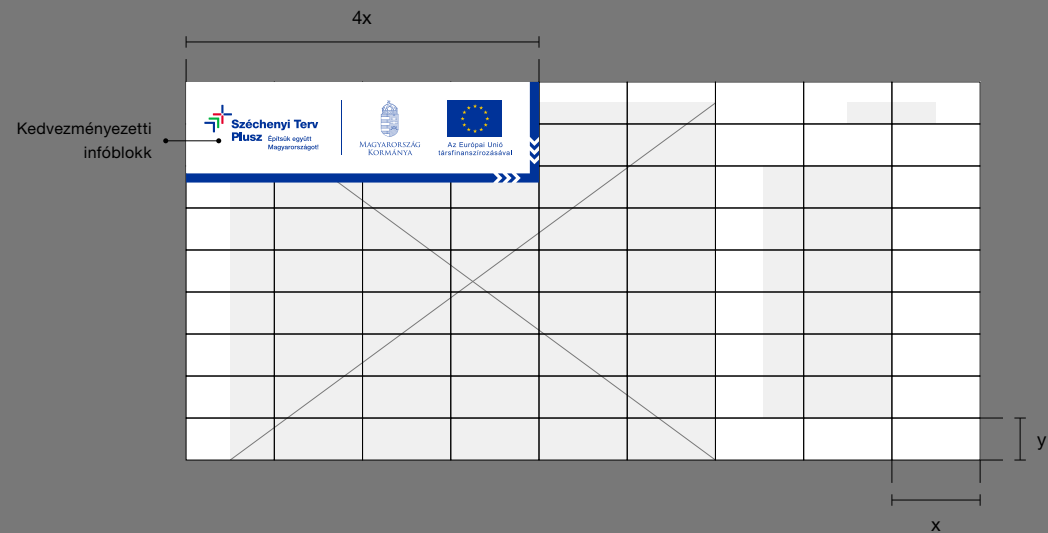 4x
Kedvezményezetti
infóblokk
Széchenyi Terv
Plusz
Építsük együtt
Magyarországot!
MAGYARORSZÁG
KORMÁNYA
Az Európai Unió
társfinanszírozásával
y
x